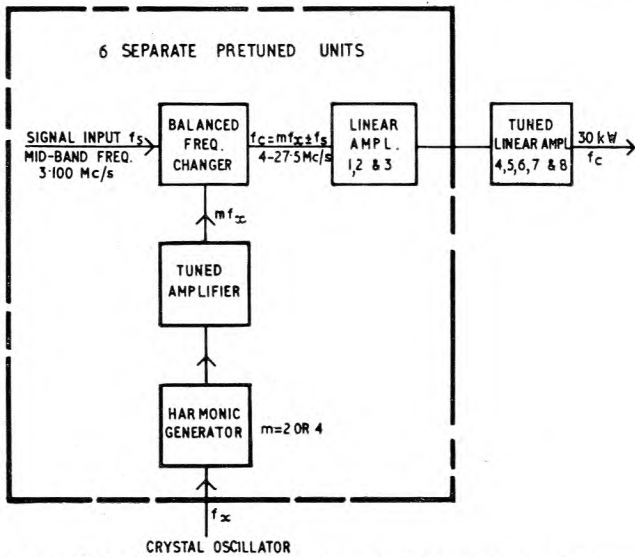 6 SEPARATE PRETUNED UNITS
SIGNAL INPUT fs
MID-BAND FREQ.
3·100 Mc/s
BALANCED
FREQ.
CHANGER
fc=mfx±fs
4-27·5Mc/s
LINEAR
AMPL.
1,2 & 3
TUNED
LINEAR AMPL
4,5,6,7 & 8
30kW
fc
mfx
TUNED
AMPLIFIER
HARMONIC
GENERATOR
m=2 OR 4
fx
CRYSTAL OSCILLATOR